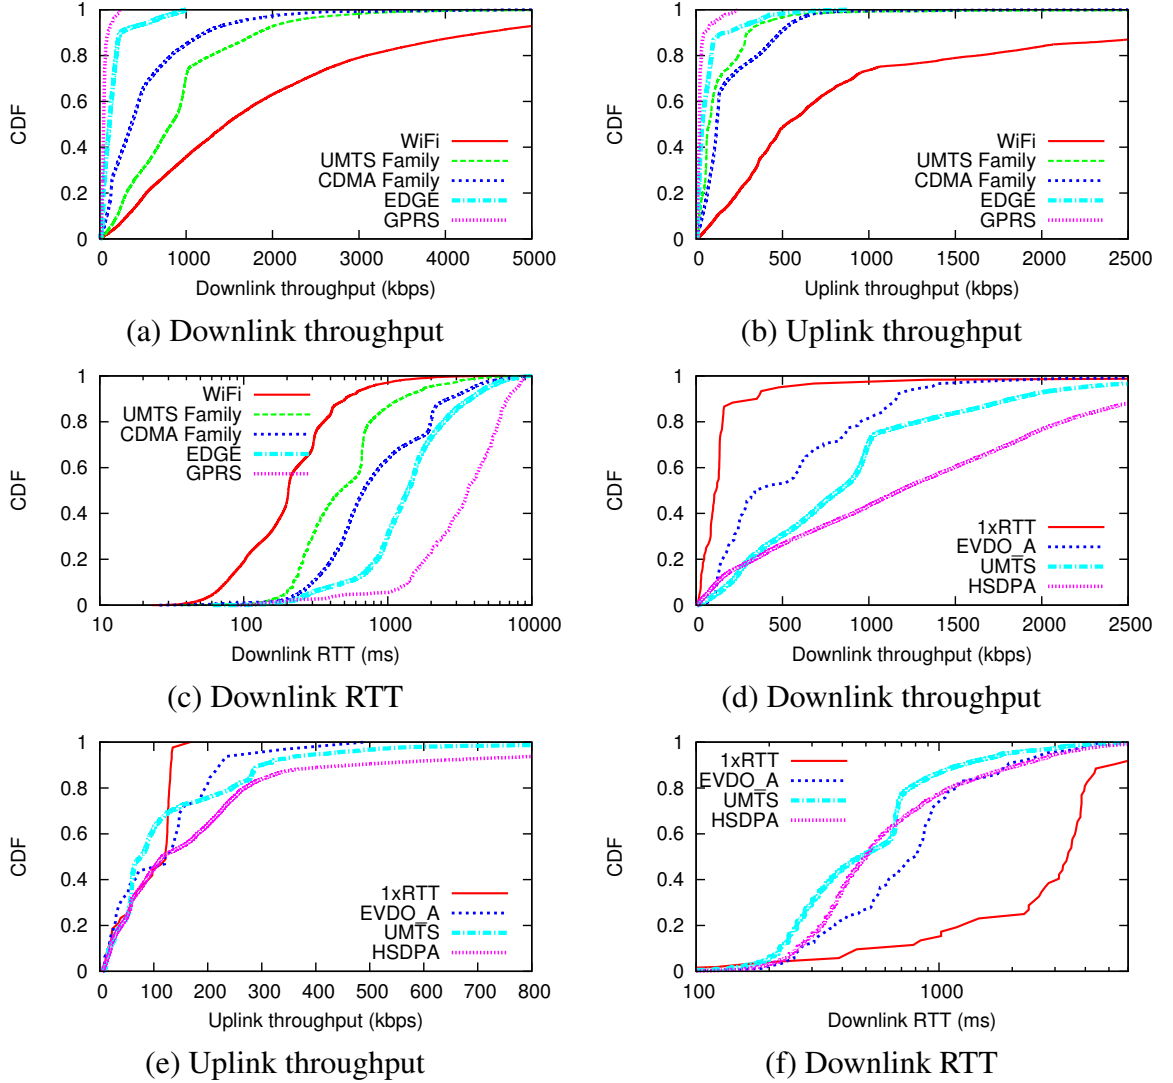 1
0.8
0.6
0.4
0.2
0
CDF
WiFi
UMTS Family
CDMA Family
EDGE
GPRS
0 1000 2000 3000 4000 5000
Downlink throughput (kbps)
(a) Downlink throughput
1
0.8
0.6
0.4
0.2
0
CDF
WiFi
UMTS Family
CDMA Family
EDGE
GPRS
0 500 1000 1500 2000 2500
Uplink throughput (kbps)
(b) Uplink throughput
1
0.8
0.6
0.4
0.2
0
CDF
WiFi
UMTS Family
CDMA Family
EDGE
GPRS
10 100 1000 10000
Downlink RTT (ms)
(c) Downlink RTT
1
0.8
0.6
0.4
0.2
0
CDF
1xRTT
EVDO_A
UMTS
HSDPA
0 500 1000 1500 2000 2500
Downlink throughput (kbps)
(d) Downlink throughput
1
0.8
0.6
0.4
0.2
0
CDF
1xRTT
EVDO_A
UMTS
HSDPA
0 100 200 300 400 500 600 700 800
Uplink throughput (kbps)
(e) Uplink throughput
1
0.8
0.6
0.4
0.2
0
CDF
1xRTT
EVDO_A
UMTS
HSDPA
100 1000
Downlink RTT (ms)
(f) Downlink RTT